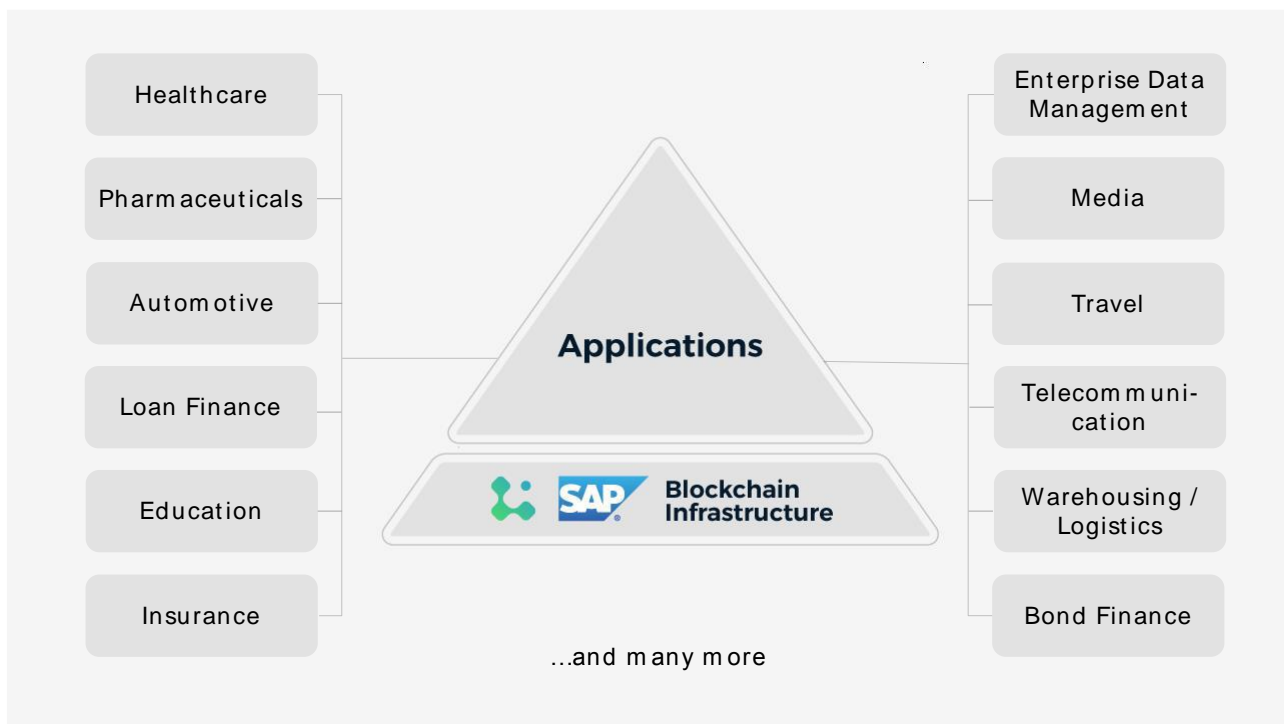 Healthcare
Pharmaceuticals
Automotive
Loan Finance
Education
Insurance
Applications
SAP
Blockchain
Infrastructure
...and many more
Enterprise Data
Management
Media
Travel
Telecommuni-
cation
Warehousing /
Logistics
Bond Finance